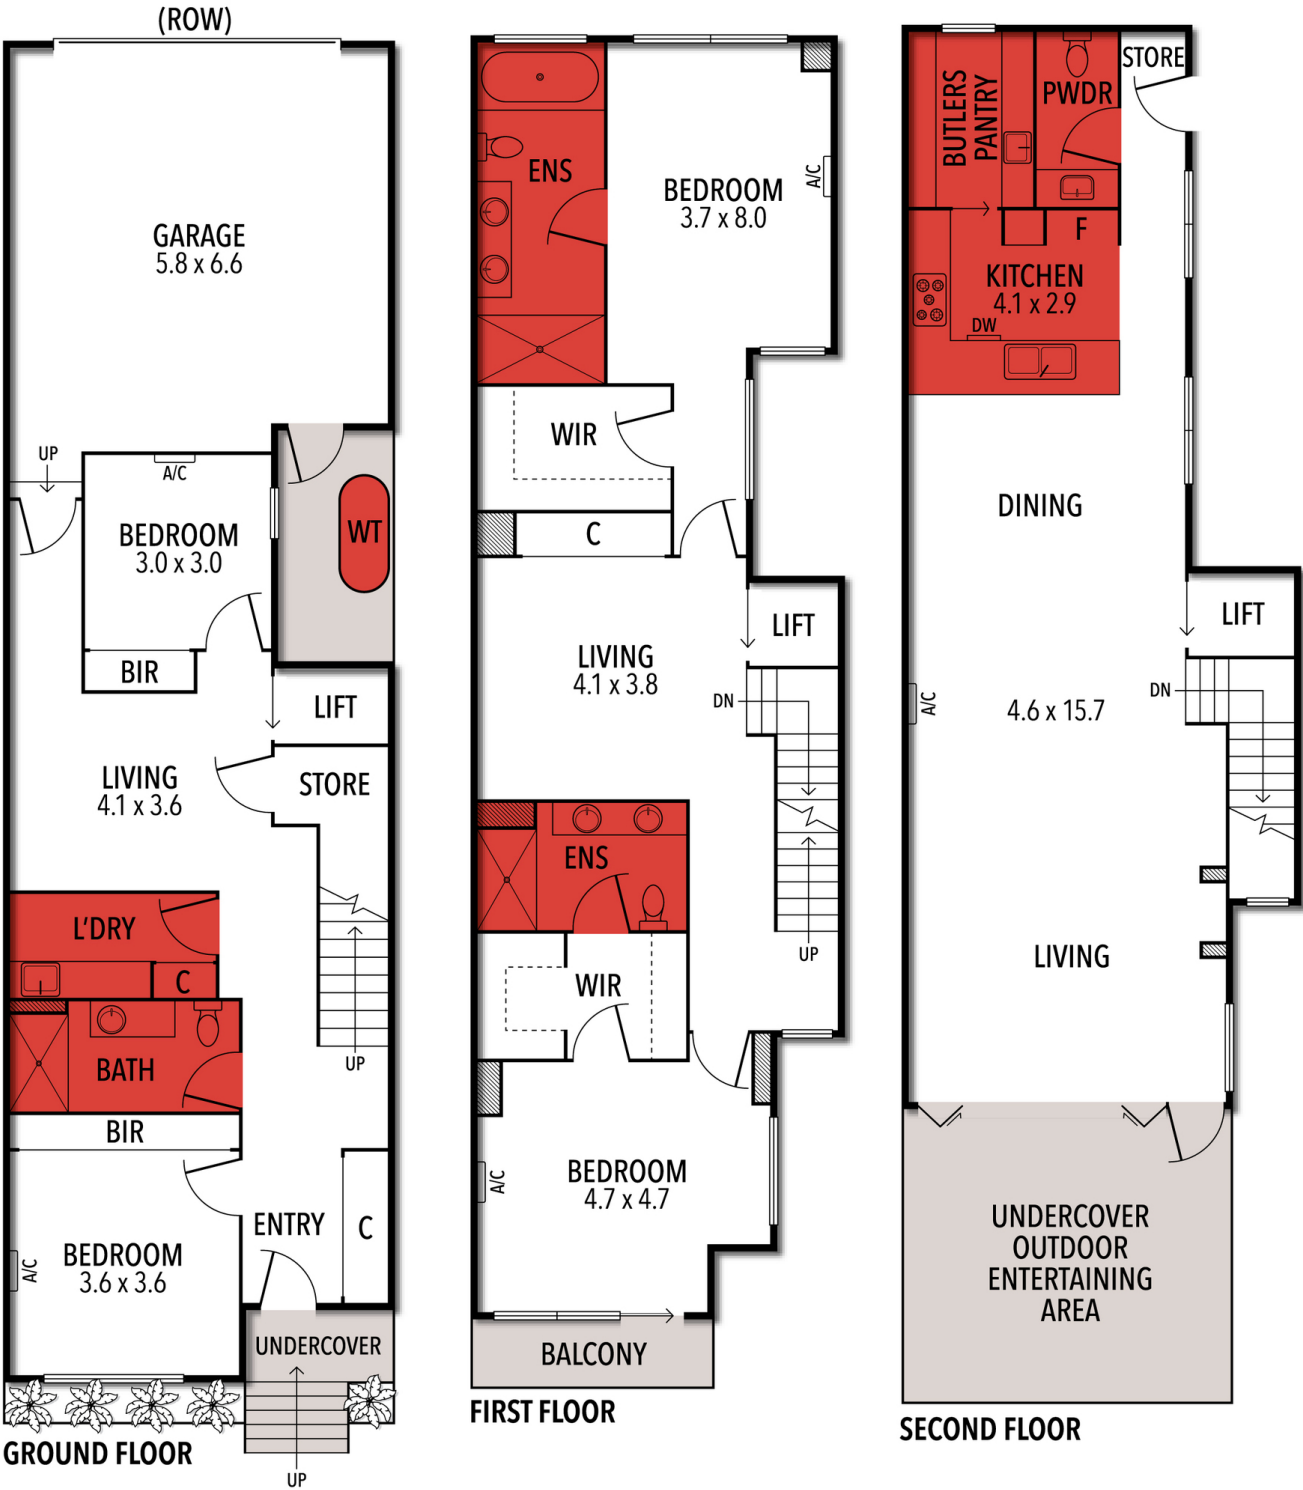 (ROW)
GARAGE
5.8 x 6.6
UP
A/C
BEDROOM
3.0 x 3.0
WT
BIR
LIFT
LIVING
4.1 x 3.6
STORE
L'DRY
C
BATH
UP
BIR
BEDROOM
3.6 x 3.6
A/C
ENTRY
C
UNDERCOVER
GROUND FLOOR
UP
ENS
BEDROOM
3.7 x 8.0
A/C
WIR
C
LIFT
LIVING
4.1 x 3.8
DN
ENS
UP
WIR
BEDROOM
4.7 x 4.7
A/C
BALCONY
FIRST FLOOR
BUTLERS
PANTRY
PWDR
STORE
F
KITCHEN
4.1 x 2.9
DW
DINING
LIFT
DN
A/C
4.6 x 15.7
LIVING
UNDERCOVER
OUTDOOR
ENTERTAINING
AREA
SECOND FLOOR